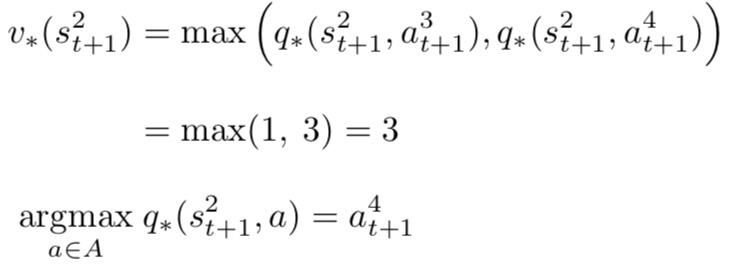 v_*(s^2_{t+1}) = max(q_*(s^2_{t+1}, a^3_{t+1}), q_*(s^2_{t+1}, a^4_{t+1}))
= max(1, 3) = 3
argmax_{a∈A} q_*(s^2_{t+1}, a) = a^4_{t+1}